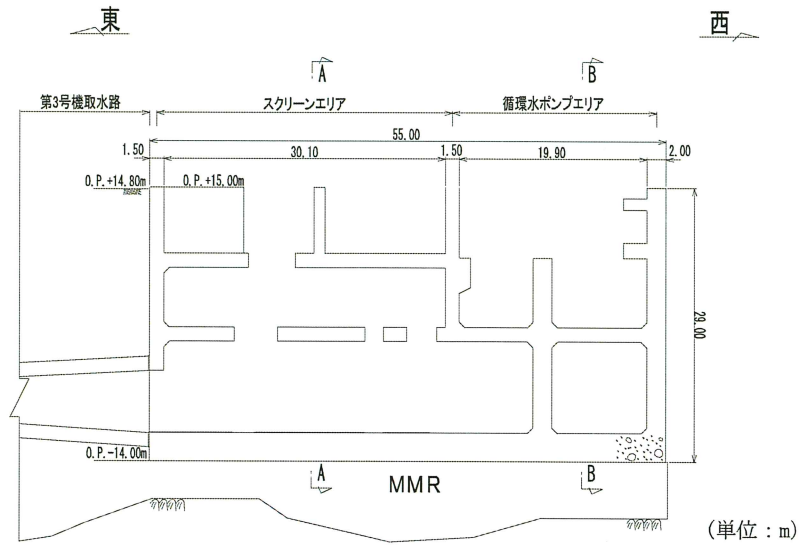 東
西
A
B
第3号機取水路
スクリーンエリア
循環水ポンプエリア
55.00
1.50
30.10
1.50
19.90
2.00
O.P.+14.80m
O.P.+15.00m
29.00
O.P.-14.00m
A
B
MMR
(単位：m)